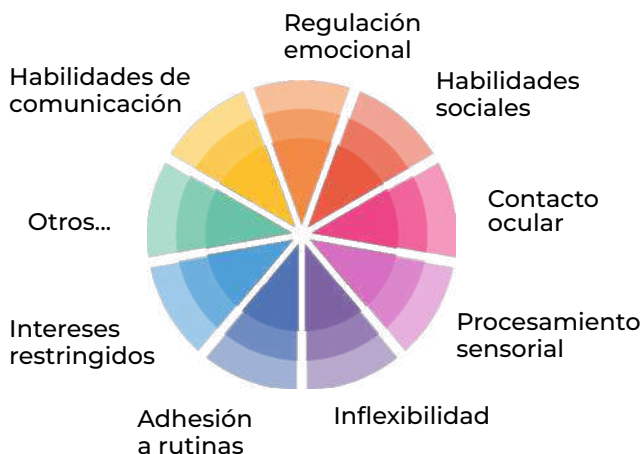 Regulación
emocional
Habilidades
sociales
Contacto
ocular
Procesamiento
sensorial
Inflexibilidad
Adhesión
a rutinas
Intereses
restringidos
Otros...
Habilidades de
comunicación